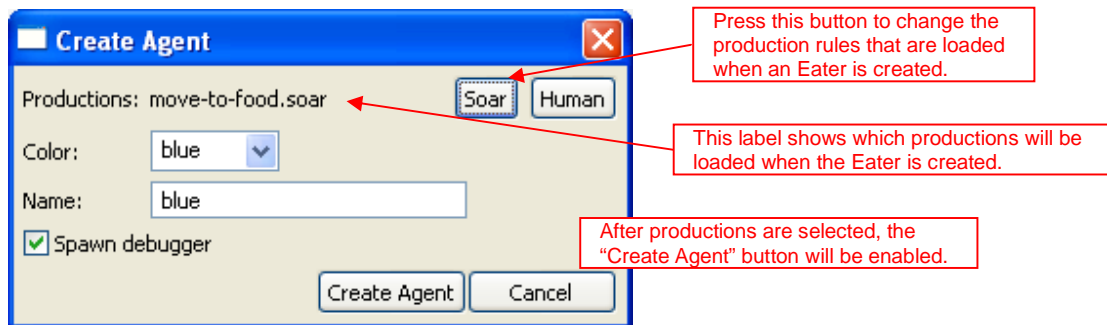 Create Agent
Press this button to change the
production rules that are loaded
when an Eater is created.
Productions: move-to-food.soar
Soar
Human
This label shows which productions will be
loaded when the Eater is created.
Color:
blue
Name:
blue
After productions are selected, the
“Create Agent” button will be enabled.
Spawn debugger
Create Agent
Cancel